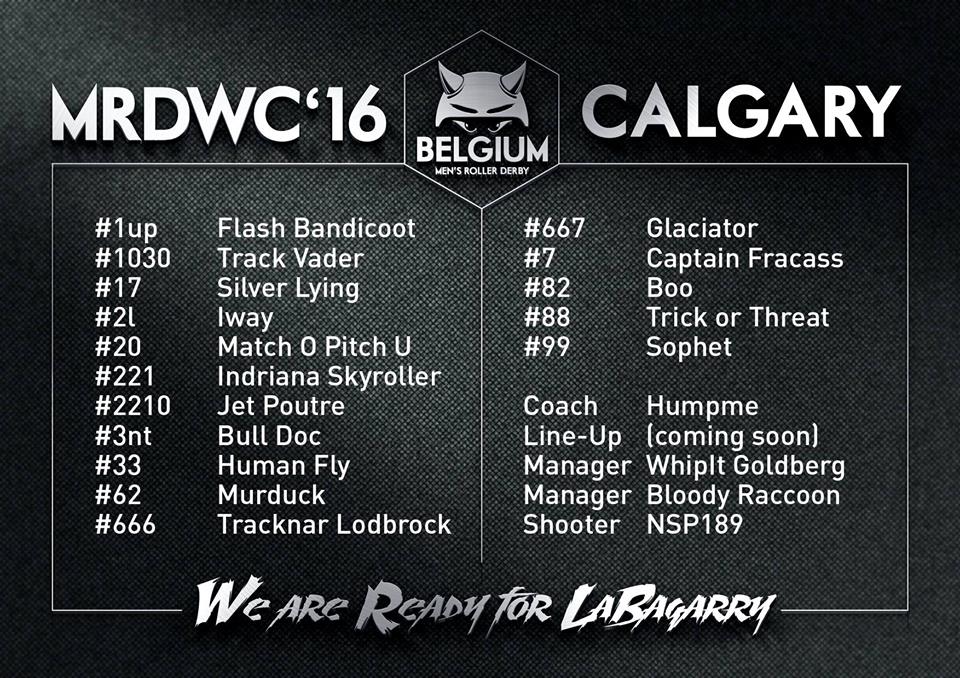 MRDWC‘16
BELGIUM
MEN'S ROLLER DERBY
CALGARY
#1up Flash Bandicoot
#1030 Track Vader
#17 Silver Lying
#2l Iway
#20 Match O Pitch U
#221 Indriana Skyroller
#2210 Jet Poutre
#3nt Bull Doc
#33 Human Fly
#62 Murduck
#666 Tracknar Lodbrock
#667 Glaciator
#7 Captain Fracass
#82 Boo
#88 Trick or Threat
#99 Sophet
Coach Humpme
Line-Up (coming soon)
Manager WhipIt Goldberg
Manager Bloody Raccoon
Shooter NSP189
We are Ready for LaBagarry